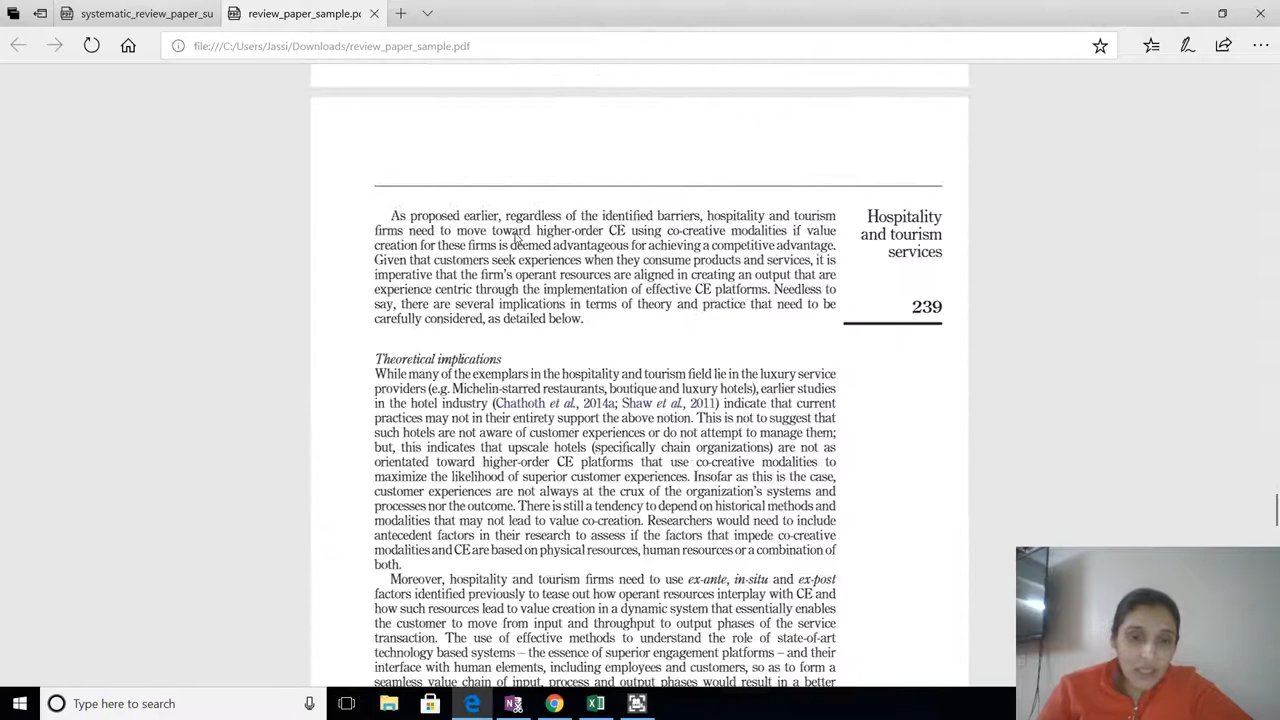 systematic_review_paper_su
review_paper_sample.pd
file:///C:/Users/Jassi/Downloads/review_paper_sample.pdf
As proposed earlier, regardless of the identified barriers, hospitality and tourism
firms need to move toward higher-order CE using co-creative modalities if value
creation for these firms is deemed advantageous for achieving a competitive advantage.
Given that customers seek experiences when they consume products and services, it is
imperative that the firm's operant resources are aligned in creating an output that are
experience centric through the implementation of effective CE platforms. Needless to
say, there are several implications in terms of theory and practice that need to be
carefully considered, as detailed below.
Hospitality
and tourism
services
239
Theoretical implications
While many of the exemplars in the hospitality and tourism field lie in the luxury service
providers (e.g. Michelin-starred restaurants, boutique and luxury hotels), earlier studies
in the hotel industry (Chathoth et al., 2014a; Shaw et al., 2011) indicate that current
practices may not in their entirety support the above notion. This is not to suggest that
such hotels are not aware of customer experiences or do not attempt to manage them;
but, this indicates that upscale hotels (specifically chain organizations) are not as
orientated toward higher-order CE platforms that use co-creative modalities to
maximize the likelihood of superior customer experiences. Insofar as this is the case,
customer experiences are not always at the crux of the organization's systems and
processes nor the outcome. There is still a tendency to depend on historical methods and
modalities that may not lead to value co-creation. Researchers would need to include
antecedent factors in their research to assess if the factors that impede co-creative
modalities and CE are based on physical resources, human resources or a combination of
both.
Moreover, hospitality and tourism firms need to use ex-ante, in-situ and ex-post
factors identified previously to tease out how operant resources interplay with CE and
how such resources lead to value creation in a dynamic system that essentially enables
the customer to move from input and throughput to output phases of the service
transaction. The use of effective methods to understand the role of state-of-art
technology based systems – the essence of superior engagement platforms – and their
interface with human elements, including employees and customers, so as to form a
seamless value chain of input, process and output phases would result in a better
Type here to search